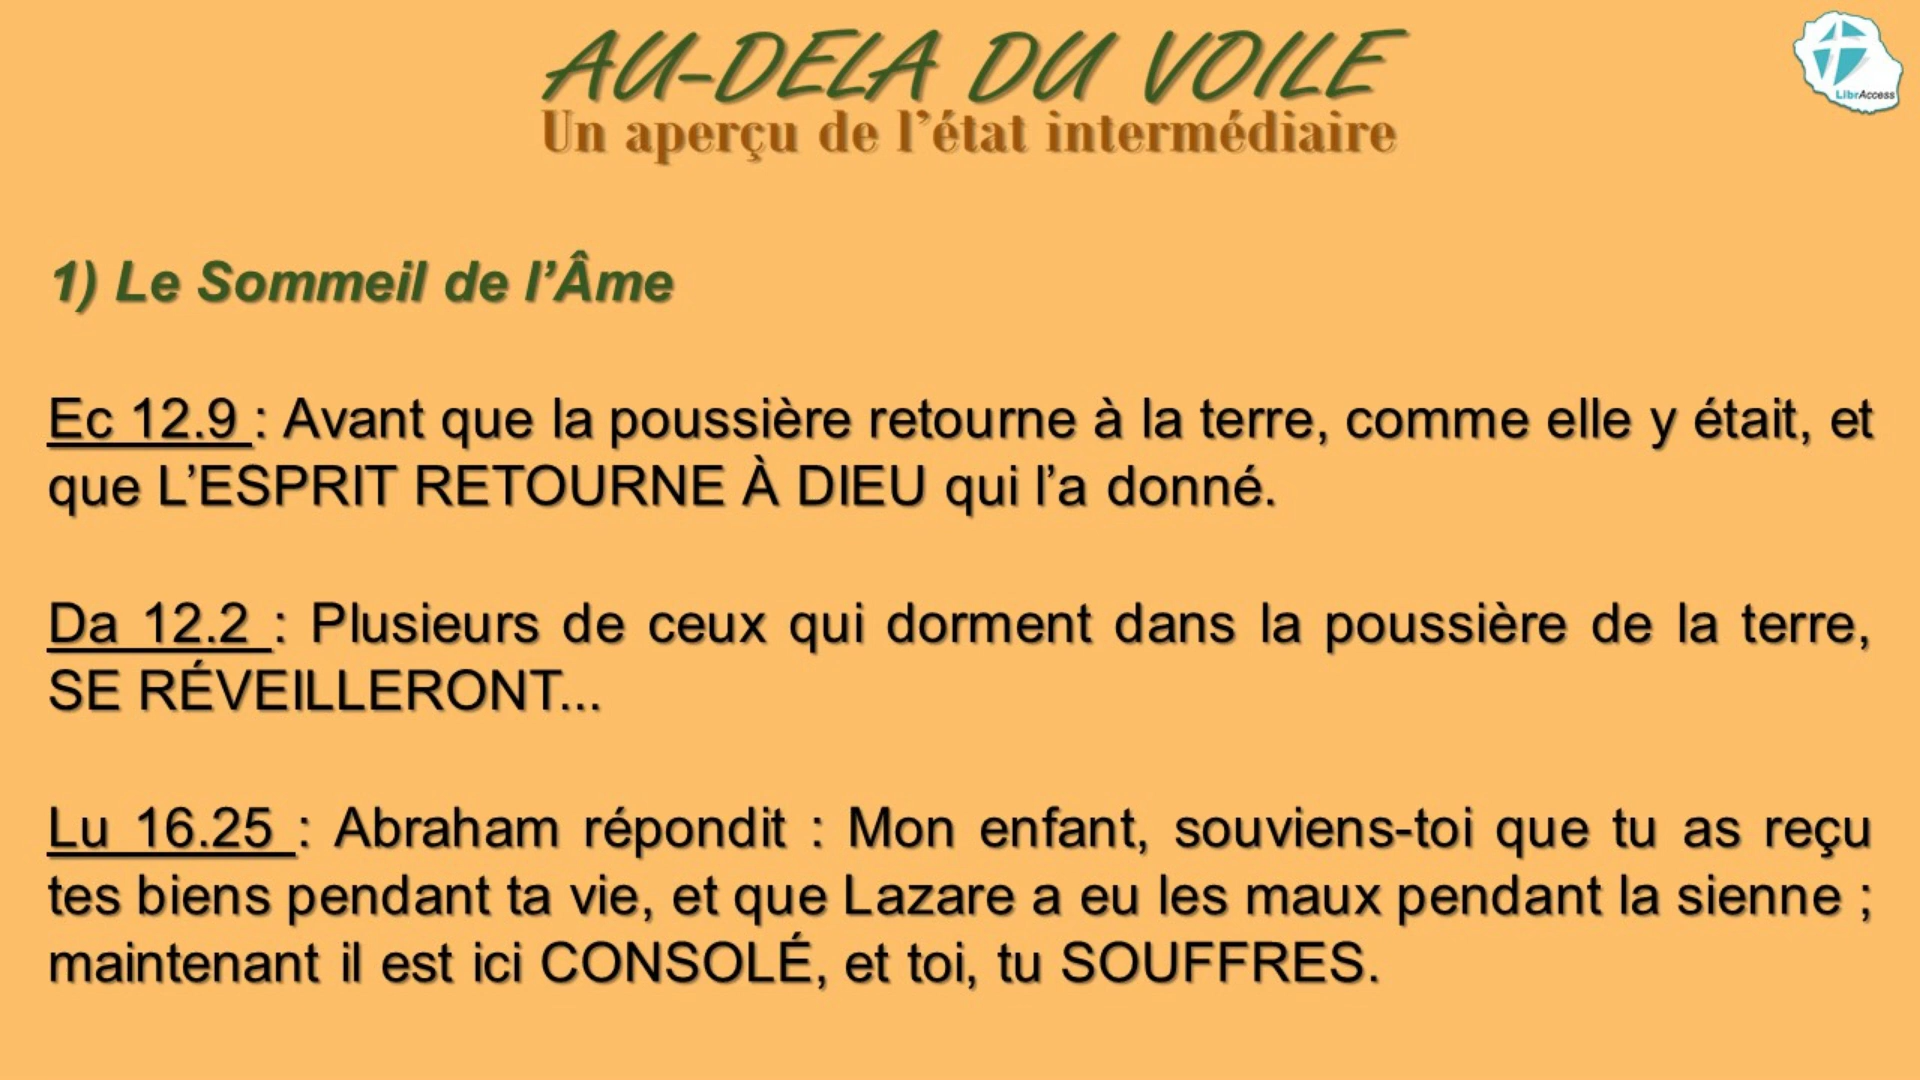 AU-DELA DU VOILE
Un aperçu de l’état intermédiaire
LibrAccess
1) Le Sommeil de l’Âme
Ec 12.9 : Avant que la poussière retourne à la terre, comme elle y était, et
que L’ESPRIT RETOURNE À DIEU qui l’a donné.
Da 12.2 : Plusieurs de ceux qui dorment dans la poussière de la terre,
SE RÉVEILLERONT...
Lu 16.25 : Abraham répondit : Mon enfant, souviens-toi que tu as reçu
tes biens pendant ta vie, et que Lazare a eu les maux pendant la sienne ;
maintenant il est ici CONSOLÉ, et toi, tu SOUFFRES.